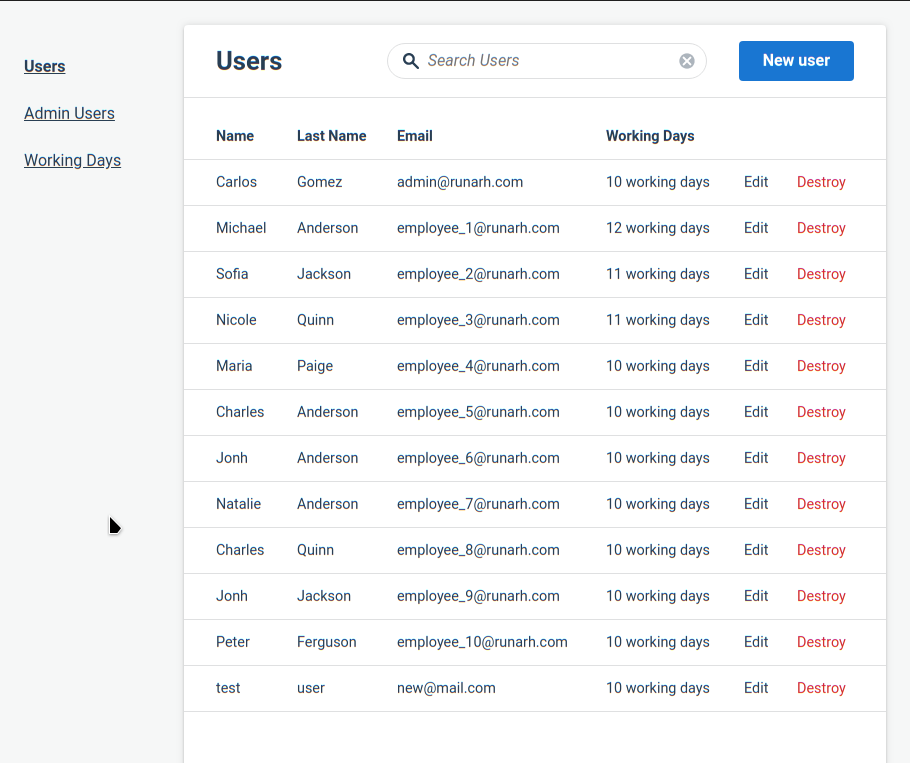 Users
Admin Users
Working Days
Users Search Users New user
Name Last Name Email Working Days
Carlos Gomez admin@runarh.com 10 working days Edit Destroy
Michael Anderson employee_1@runarh.com 12 working days Edit Destroy
Sofia Jackson employee_2@runarh.com 11 working days Edit Destroy
Nicole Quinn employee_3@runarh.com 11 working days Edit Destroy
Maria Paige employee_4@runarh.com 10 working days Edit Destroy
Charles Anderson employee_5@runarh.com 10 working days Edit Destroy
Jonh Anderson employee_6@runarh.com 10 working days Edit Destroy
Natalie Anderson employee_7@runarh.com 10 working days Edit Destroy
Charles Quinn employee_8@runarh.com 10 working days Edit Destroy
Jonh Jackson employee_9@runarh.com 10 working days Edit Destroy
Peter Ferguson employee_10@runarh.com 10 working days Edit Destroy
test user new@mail.com 10 working days Edit Destroy